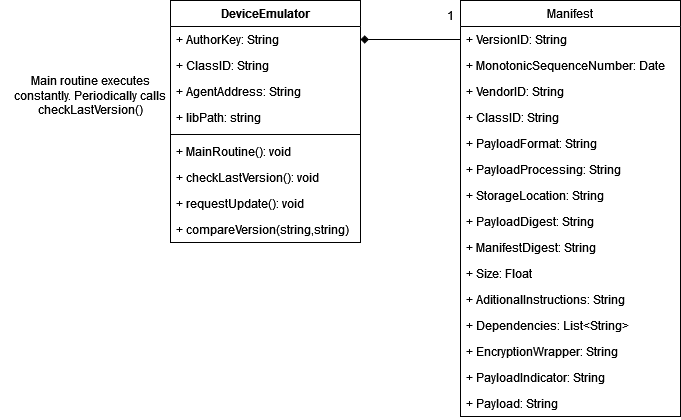 Main routine executes
constantly. Periodically calls
checkLastVersion()
DeviceEmulator
+ AuthorKey: String
+ ClassID: String
+ AgentAddress: String
+ libPath: string
+ MainRoutine(): void
+ checkLastVersion(): void
+ requestUpdate(): void
+ compareVersion(string,string)
1
Manifest
+ VersionID: String
+ MonotonicSequenceNumber: Date
+ VendorID: String
+ ClassID: String
+ PayloadFormat: String
+ PayloadProcessing: String
+ StorageLocation: String
+ PayloadDigest: String
+ ManifestDigest: String
+ Size: Float
+ AditionalInstructions: String
+ Dependencies: List<String>
+ EncryptionWrapper: String
+ PayloadIndicator: String
+ Payload: String